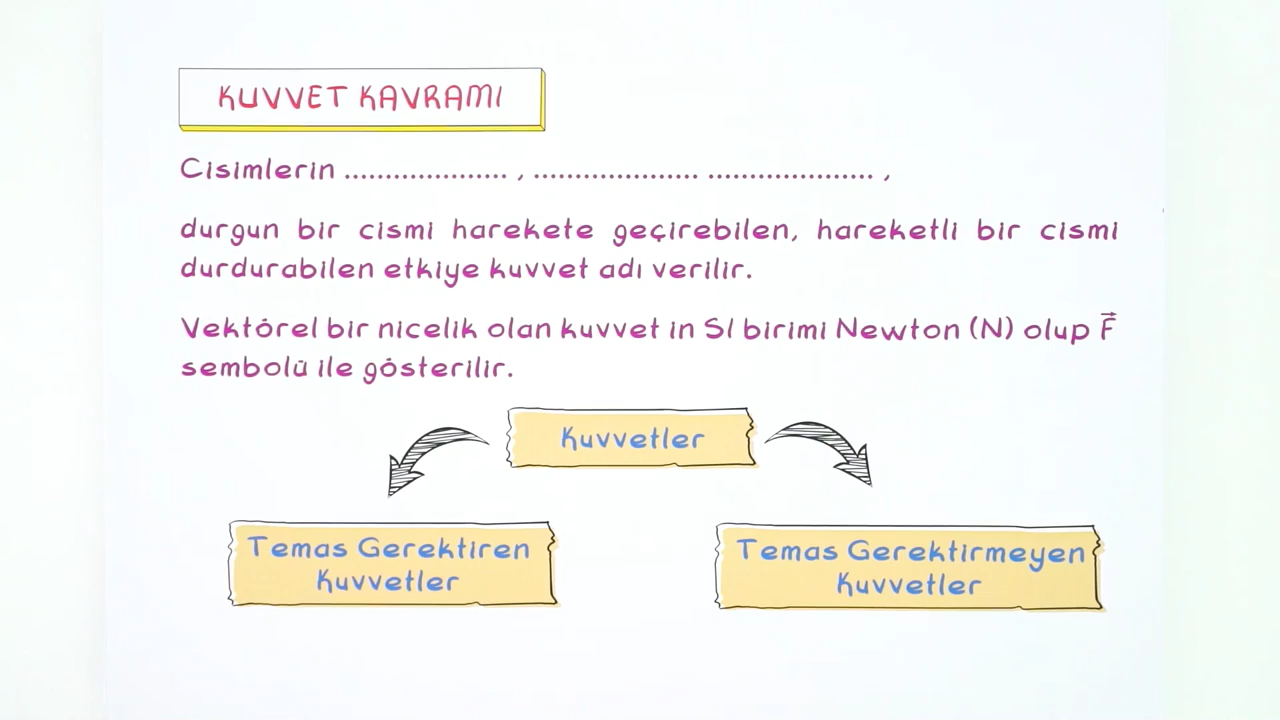 KUVVET KAVRAMI
Cisimlerin .................... , .................... .................... ,
durgun bir cismi harekete geçirebilen, hareketli bir cismi
durdurabilen etkiye kuvvet adı verilir.
Vektörel bir nicelik olan kuvvet in SI birimi Newton (N) olup F⃗
sembolü ile gösterilir.
Kuvvetler
Temas Gerektiren
Kuvvetler
Temas Gerektirmeyen
Kuvvetler